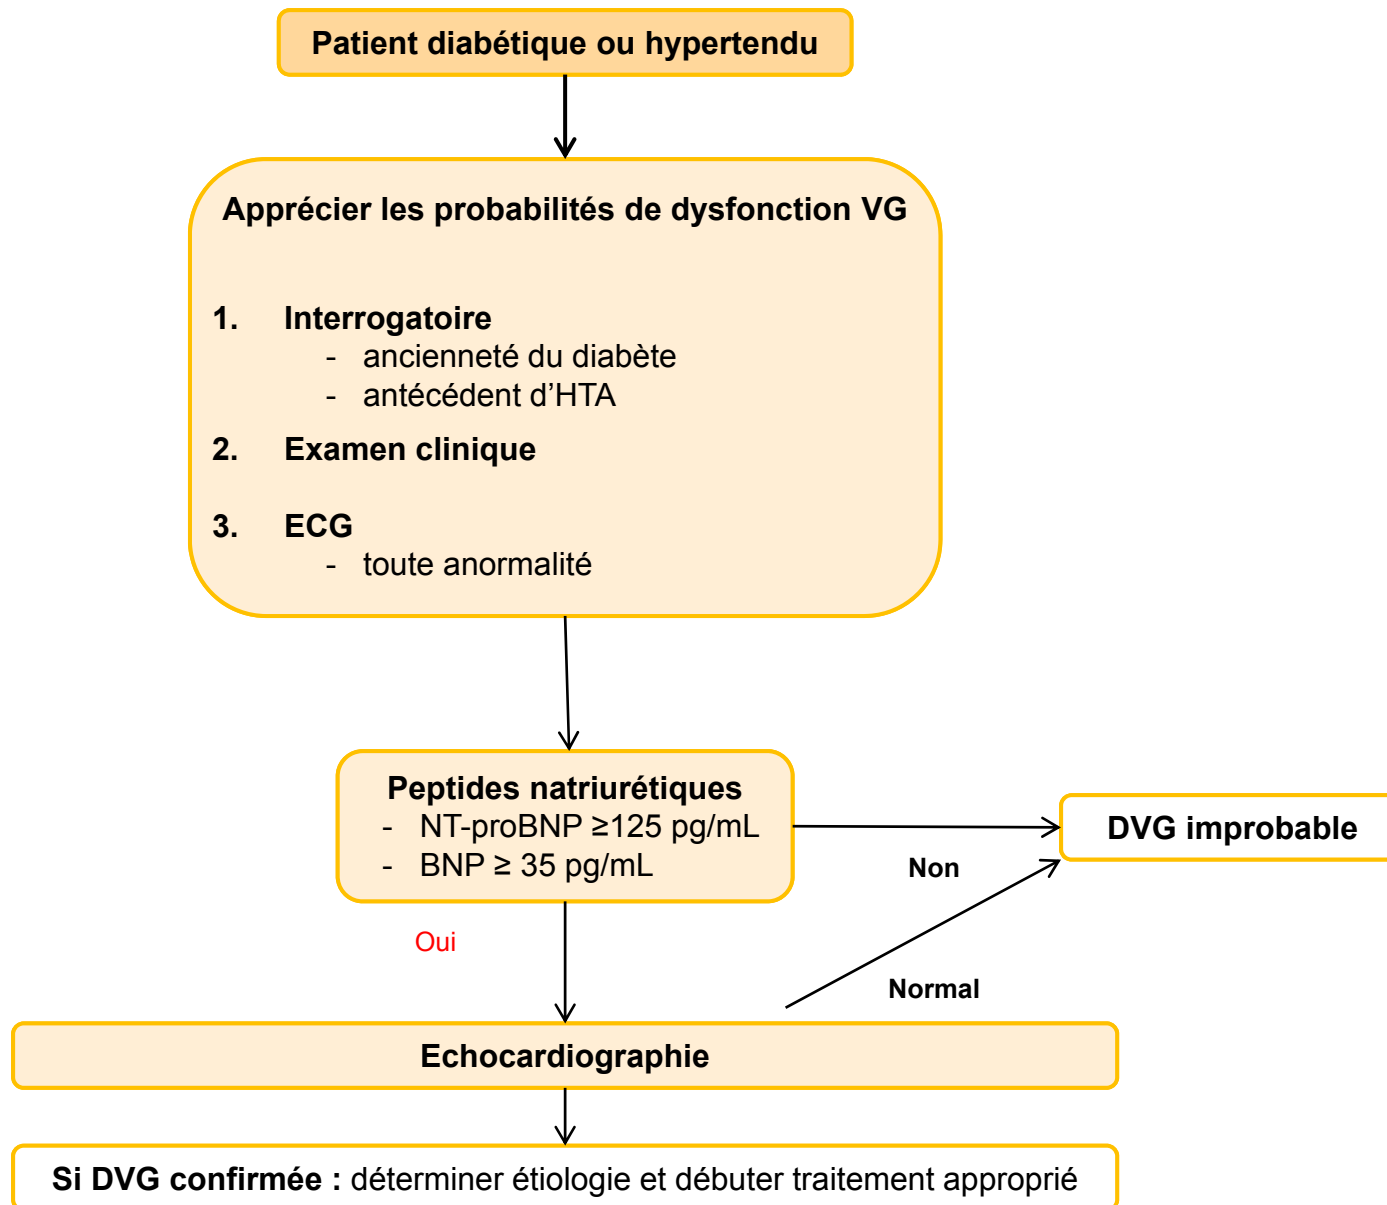 Patient diabétique ou hypertendu
Apprécier les probabilités de dysfonction VG
1. Interrogatoire
- ancienneté du diabète
- antécédent d’HTA
2. Examen clinique
3. ECG
- toute anormalité
Peptides natriurétiques
- NT-proBNP ≥125 pg/mL
- BNP ≥ 35 pg/mL
DVG improbable
Non
Oui
Normal
Echocardiographie
Si DVG confirmée : déterminer étiologie et débuter traitement approprié